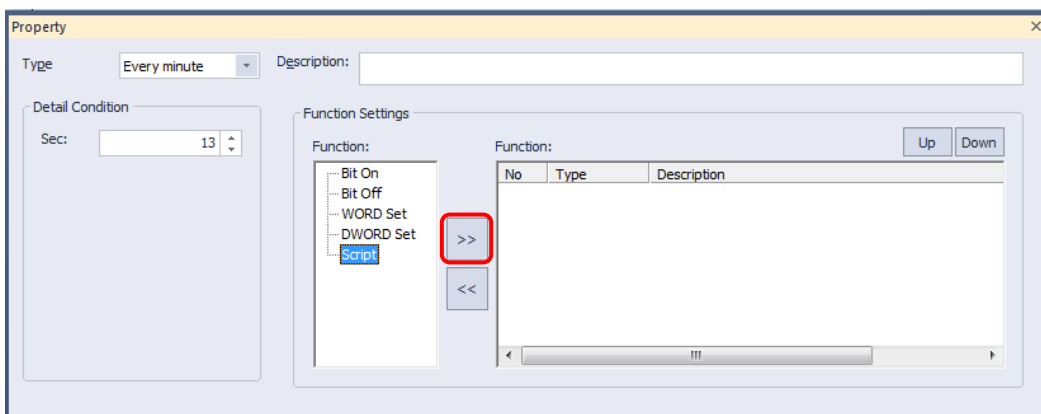 Property
Type Every minute Description:
Detail Condition
Sec: 13
Function Settings
Function:
Bit On
Bit Off
WORD Set
DWORD Set
Script
>>
<<
Function:
Up Down
No Type Description